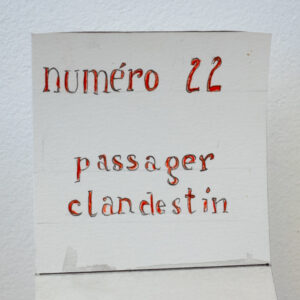 numéro 22
passager
clandestin